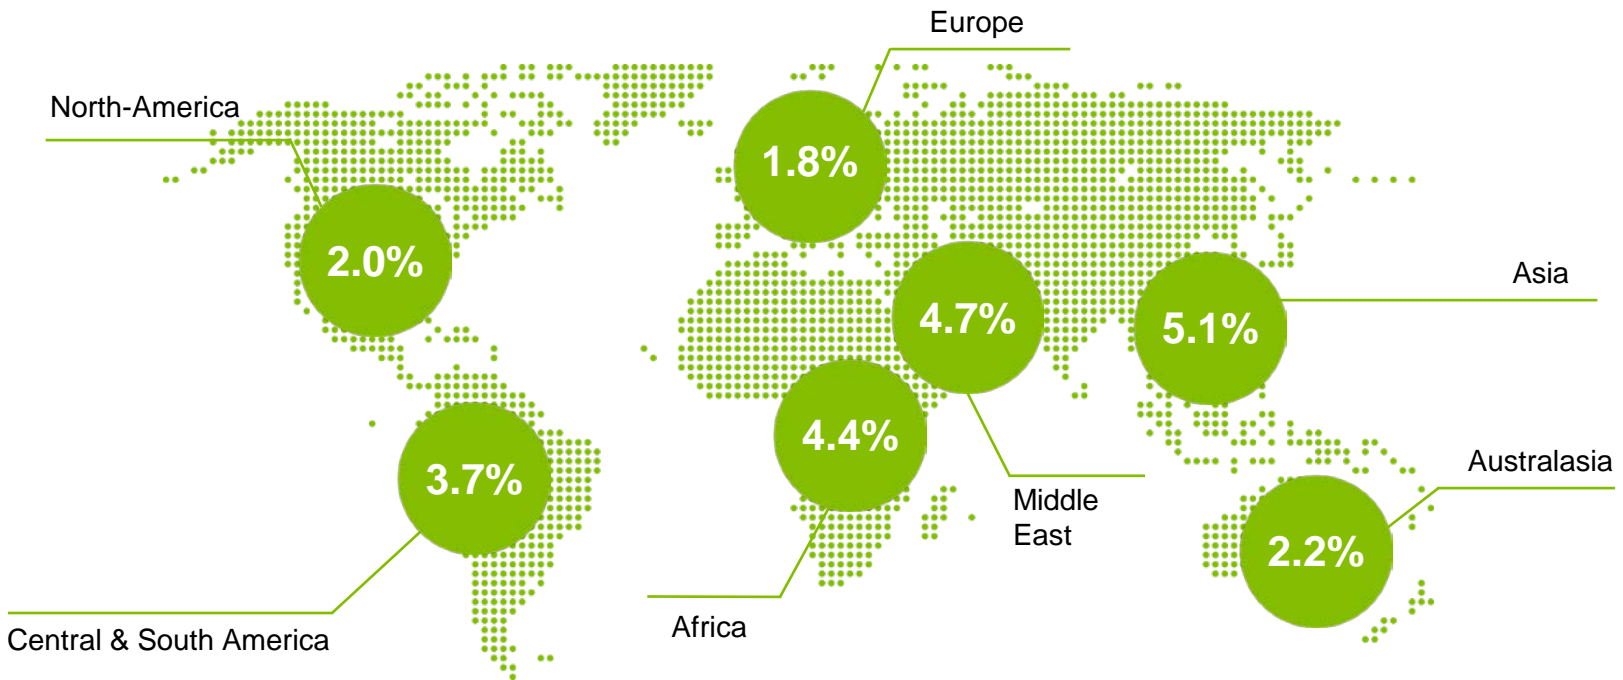 Europe
North-America
1.8%
2.0%
Asia
4.7%
5.1%
4.4%
Australasia
3.7%
Middle
East
2.2%
Africa
Central & South America